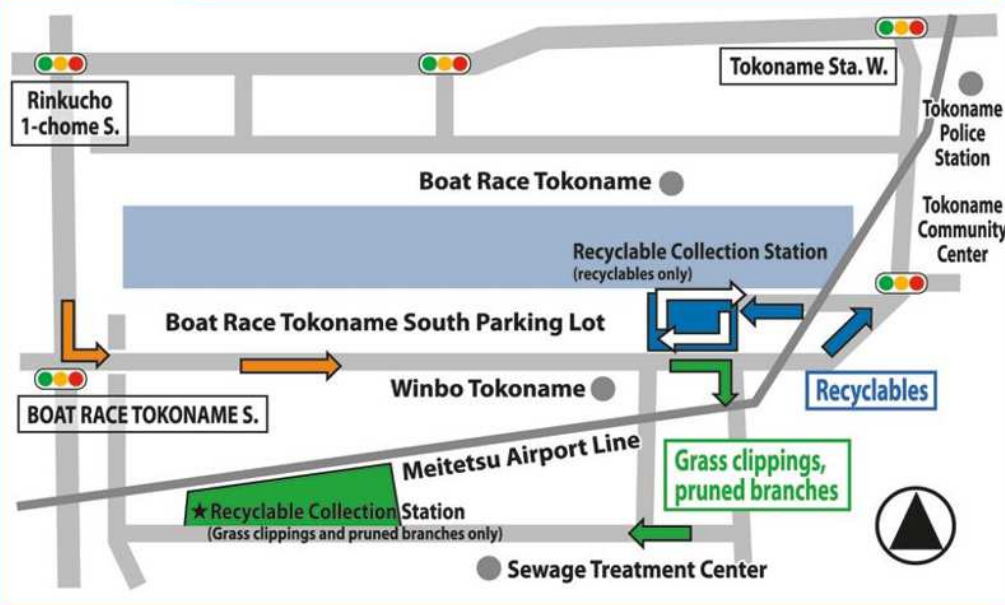 Tokoname Sta. W.
Rinkucho
1-chome S.
Tokoname
Police
Station
Boat Race Tokoname
Tokoname
Community
Center
Recyclable Collection Station
(recyclables only)
Boat Race Tokoname South Parking Lot
Winbo Tokoname
Recyclables
BOAT RACE TOKONAME S.
Meitetsu Airport Line
Grass clippings,
pruned branches
★Recyclable Collection Station
(Grass clippings and pruned branches only)
Sewage Treatment Center